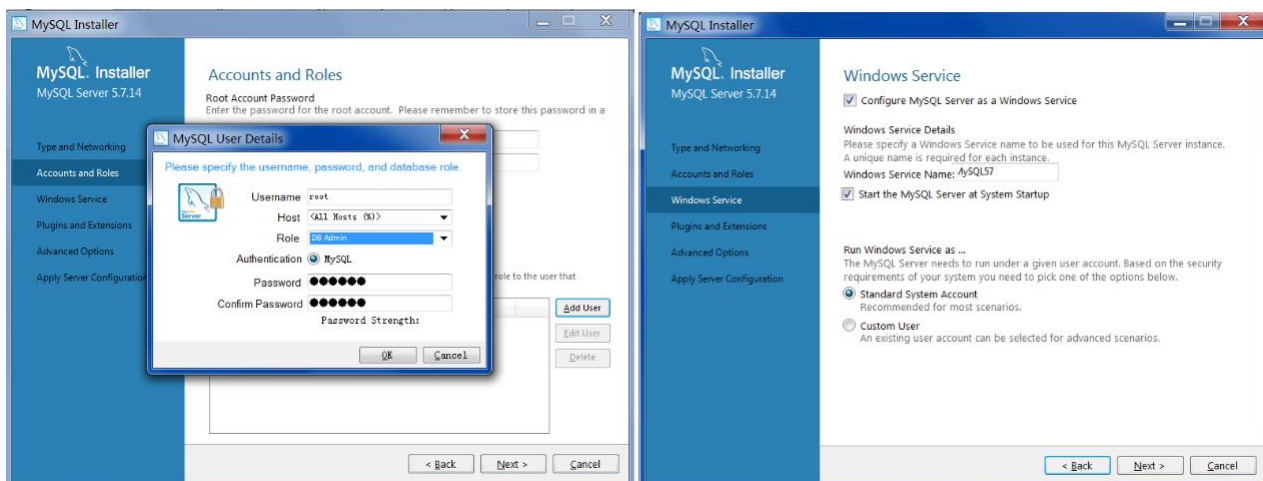 MySQL Installer
MySQL. Installer
MySQL Server 5.7.14
Type and Networking
Accounts and Roles
Windows Service
Plugins and Extensions
Advanced Options
Apply Server Configuration
Accounts and Roles
Root Account Password
Enter the password for the root account. Please remember to store this password in a
MySQL User Details
Please specify the username, password, and database role.
Server
Username root
Host <All Hosts (%)>
Role DB Admin
Authentication MySQL
Password ●●●●●●
Confirm Password ●●●●●●
Password Strength:
OK Cancel
role to the user that
Add User
Edit User
Delete
< Back Next > Cancel
MySQL Installer
MySQL. Installer
MySQL Server 5.7.14
Type and Networking
Accounts and Roles
Windows Service
Plugins and Extensions
Advanced Options
Apply Server Configuration
Windows Service
Configure MySQL Server as a Windows Service
Windows Service Details
Please specify a Windows Service name to be used for this MySQL Server instance.
A unique name is required for each instance.
Windows Service Name: MySQL57
Start the MySQL Server at System Startup
Run Windows Service as ...
The MySQL Server needs to run under a given user account. Based on the security
requirements of your system you need to pick one of the options below.
Standard System Account
Recommended for most scenarios.
Custom User
An existing user account can be selected for advanced scenarios.
< Back Next > Cancel